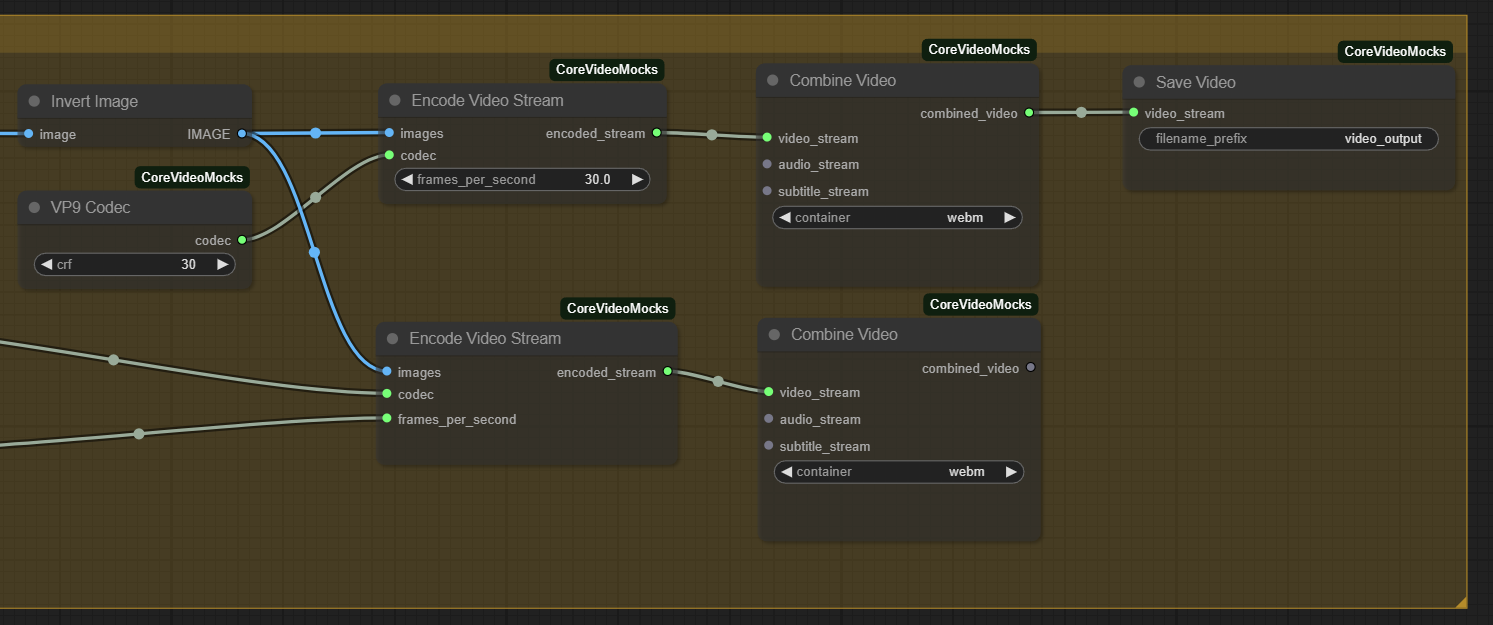 CoreVideoMocks
Invert Image
image IMAGE
CoreVideoMocks
VP9 Codec
codec
crf 30
CoreVideoMocks
Encode Video Stream
images encoded_stream
codec
frames_per_second 30.0
CoreVideoMocks
Combine Video
combined_video
video_stream
audio_stream
subtitle_stream
container webm
CoreVideoMocks
Save Video
video_stream
filename_prefix video_output
CoreVideoMocks
Encode Video Stream
images encoded_stream
codec
frames_per_second
Combine Video
combined_video
video_stream
audio_stream
subtitle_stream
container webm